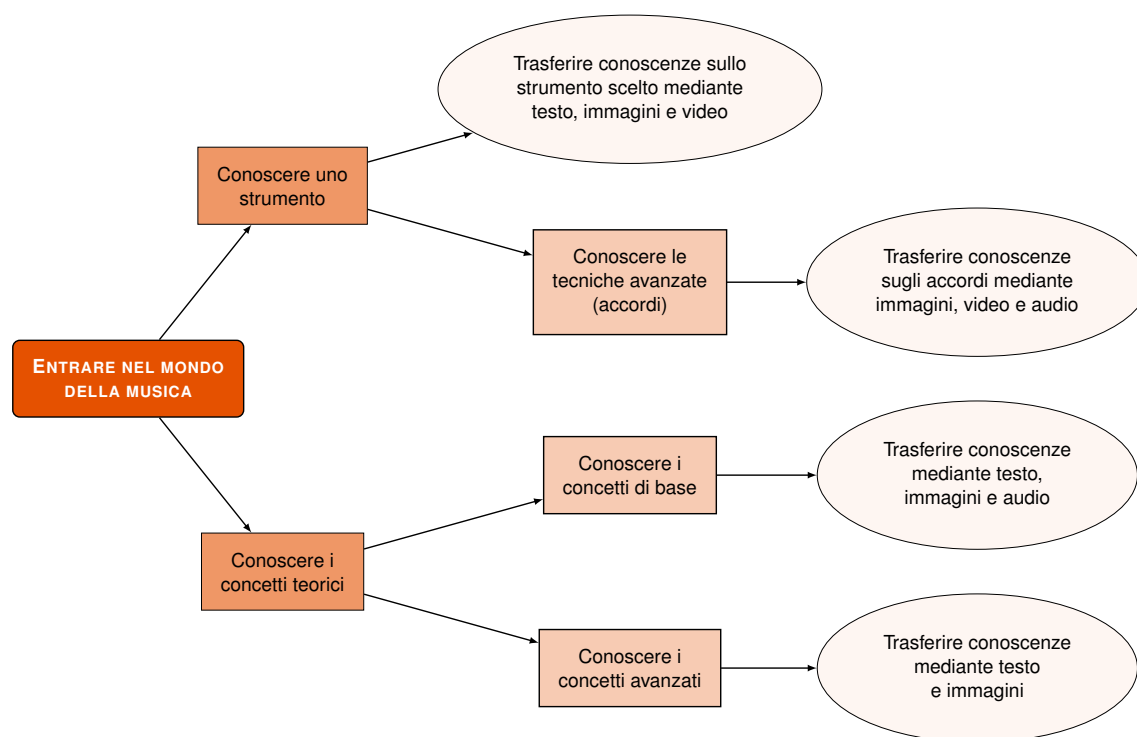 Trasferire conoscenze sullo
strumento scelto mediante
testo, immagini e video
Conoscere uno
strumento
Conoscere le
tecniche avanzate
(accordi)
Trasferire conoscenze
sugli accordi mediante
immagini, video e audio
ENTRARE NEL MONDO
DELLA MUSICA
Conoscere i
concetti di base
Trasferire conoscenze
mediante testo,
immagini e audio
Conoscere i
concetti teorici
Conoscere i
concetti avanzati
Trasferire conoscenze
mediante testo
e immagini